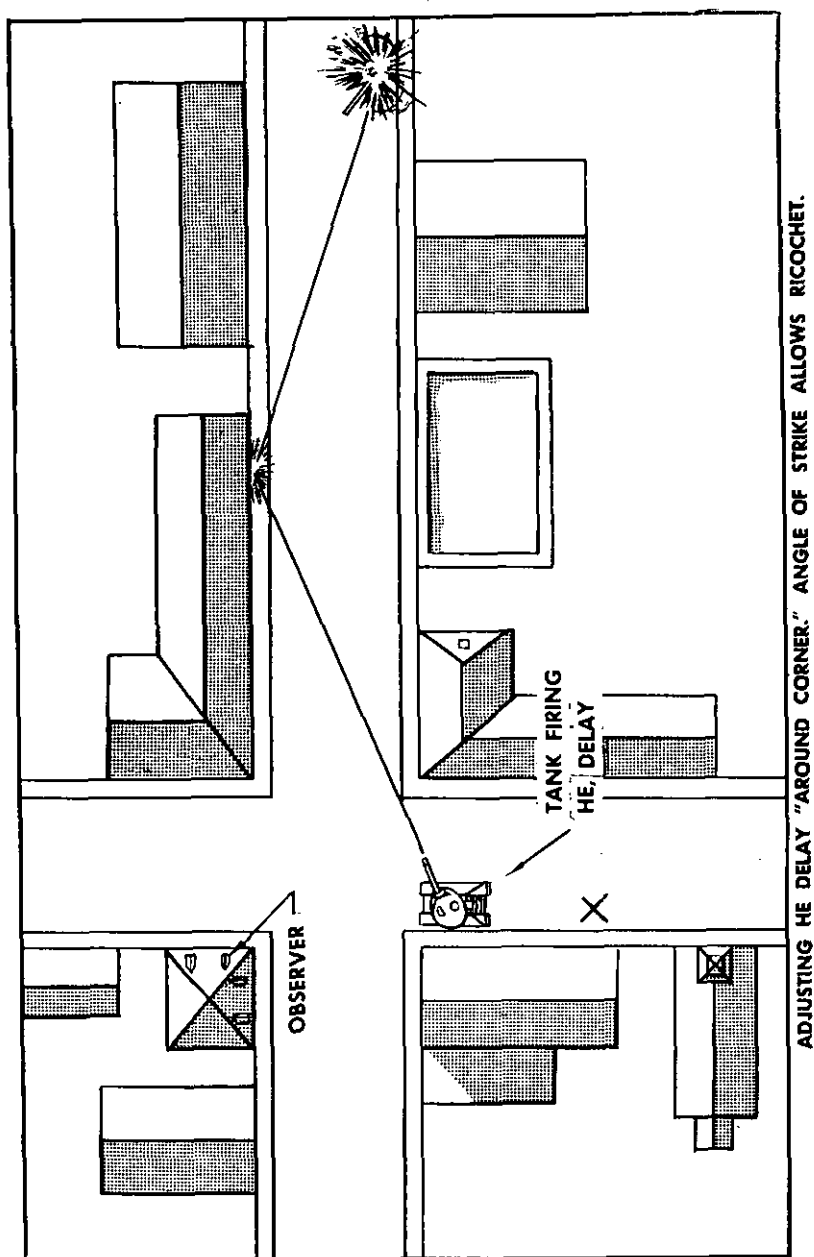 OBSERVER
TANK FIRING
HE, DELAY
ADJUSTING HE DELAY "AROUND CORNER." ANGLE OF STRIKE ALLOWS RICOCHET.